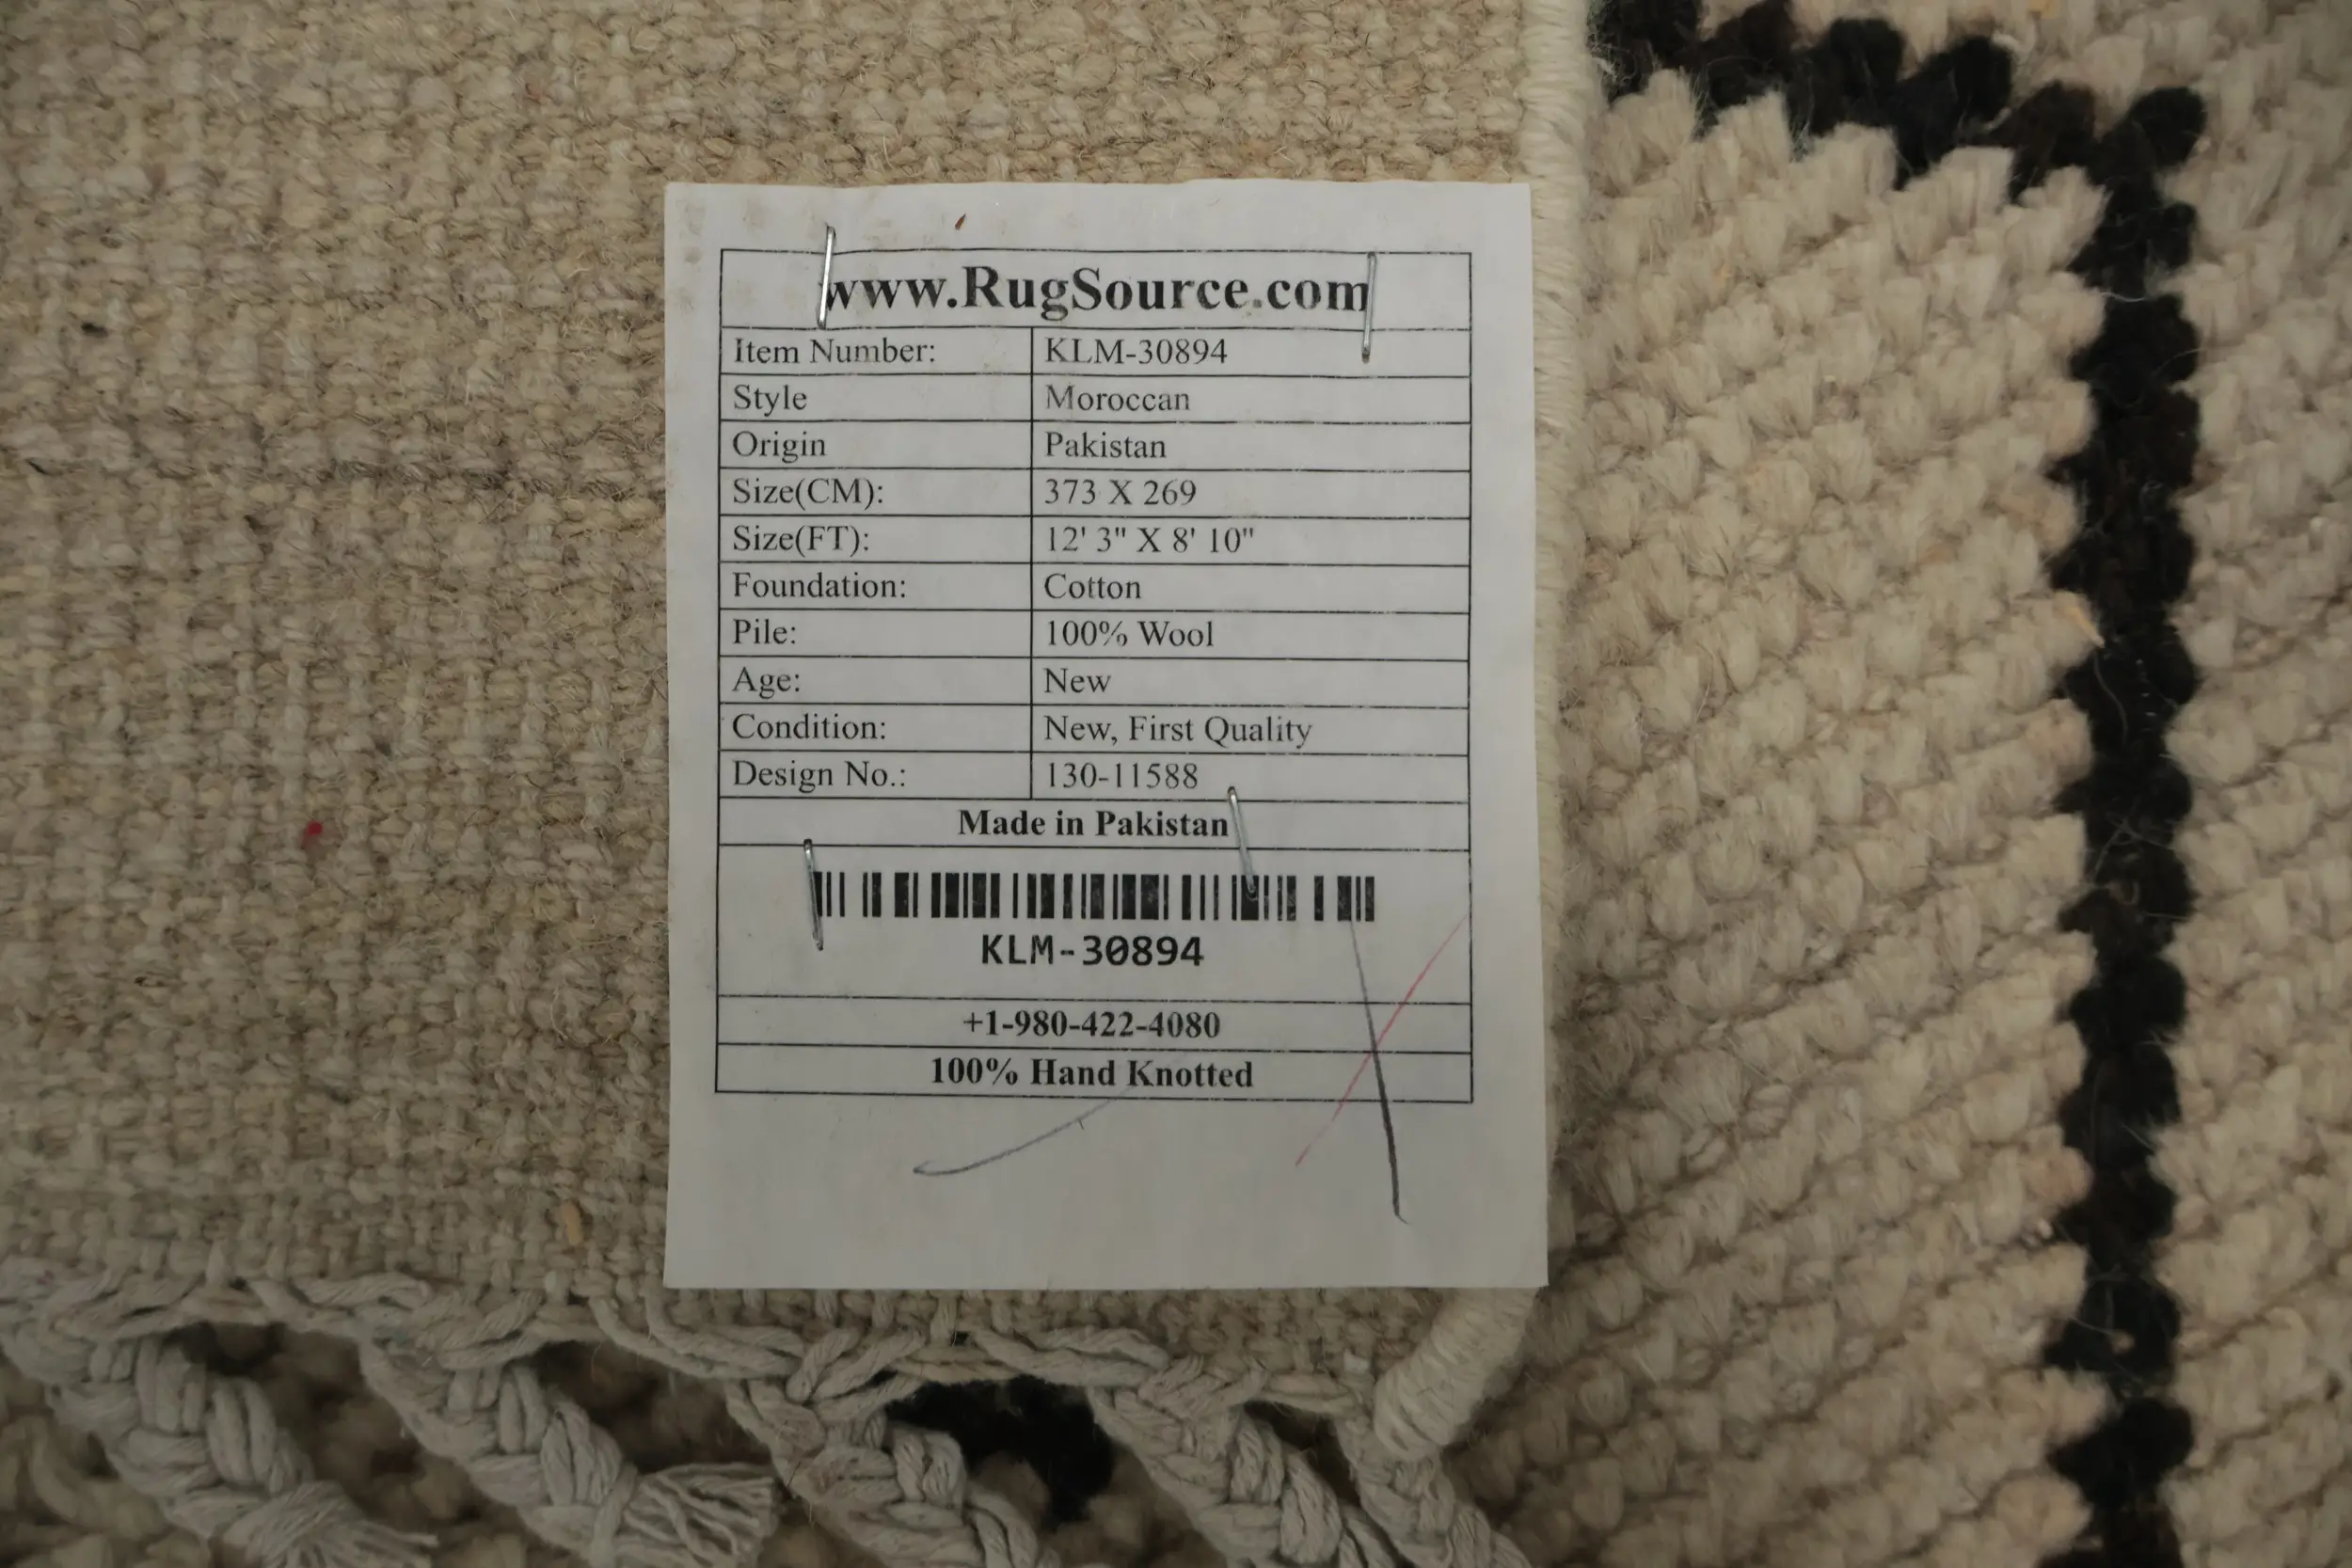 www.RugSource.com
Item Number: KLM-30894
Style Moroccan
Origin Pakistan
Size(CM): 373 X 269
Size(FT): 12' 3" X 8' 10"
Foundation: Cotton
Pile: 100% Wool
Age: New
Condition: New, First Quality
Design No.: 130-11588
Made in Pakistan
KLM-30894
+1-980-422-4080
100% Hand Knotted